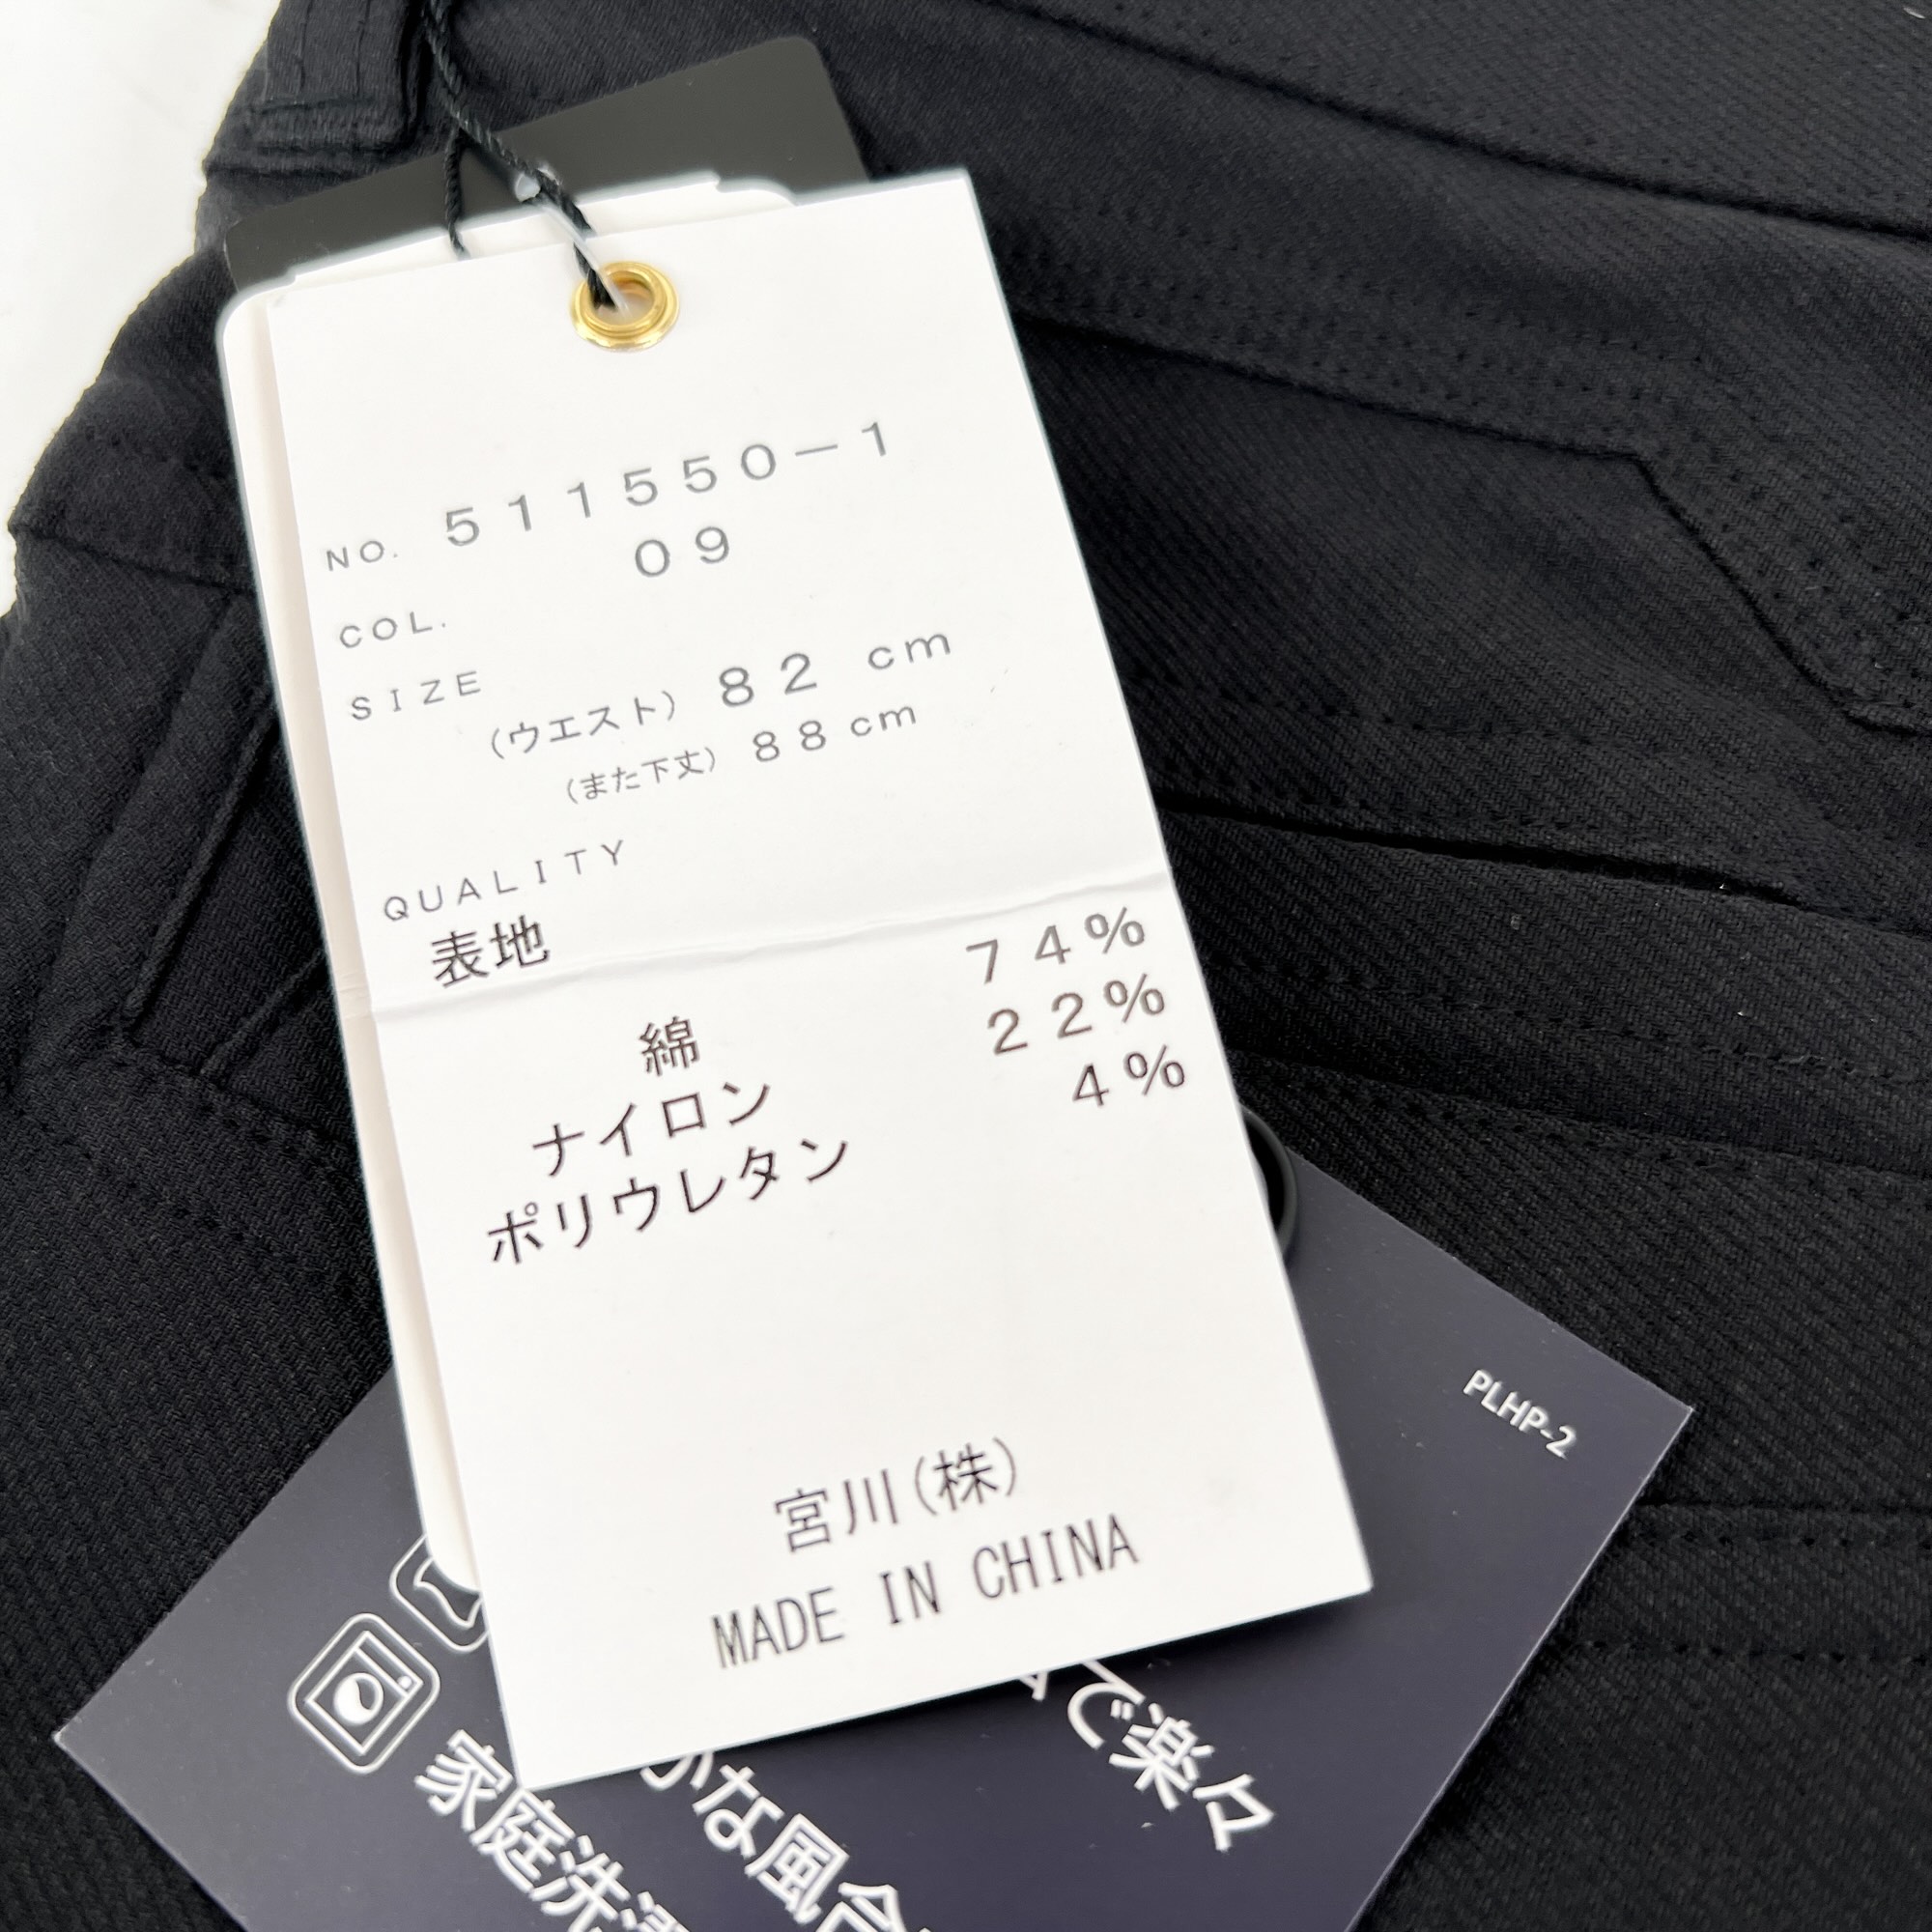 NO. 511550-1
COL. 09
SIZE
(ウエスト) 82 cm
(また下丈) 88 cm
QUALITY
表地
綿 74%
ナイロン 22%
ポリウレタン 4%
宮川(株)
MADE IN CHINA
PLHP-2
で楽々
かな風合
家庭洗濯